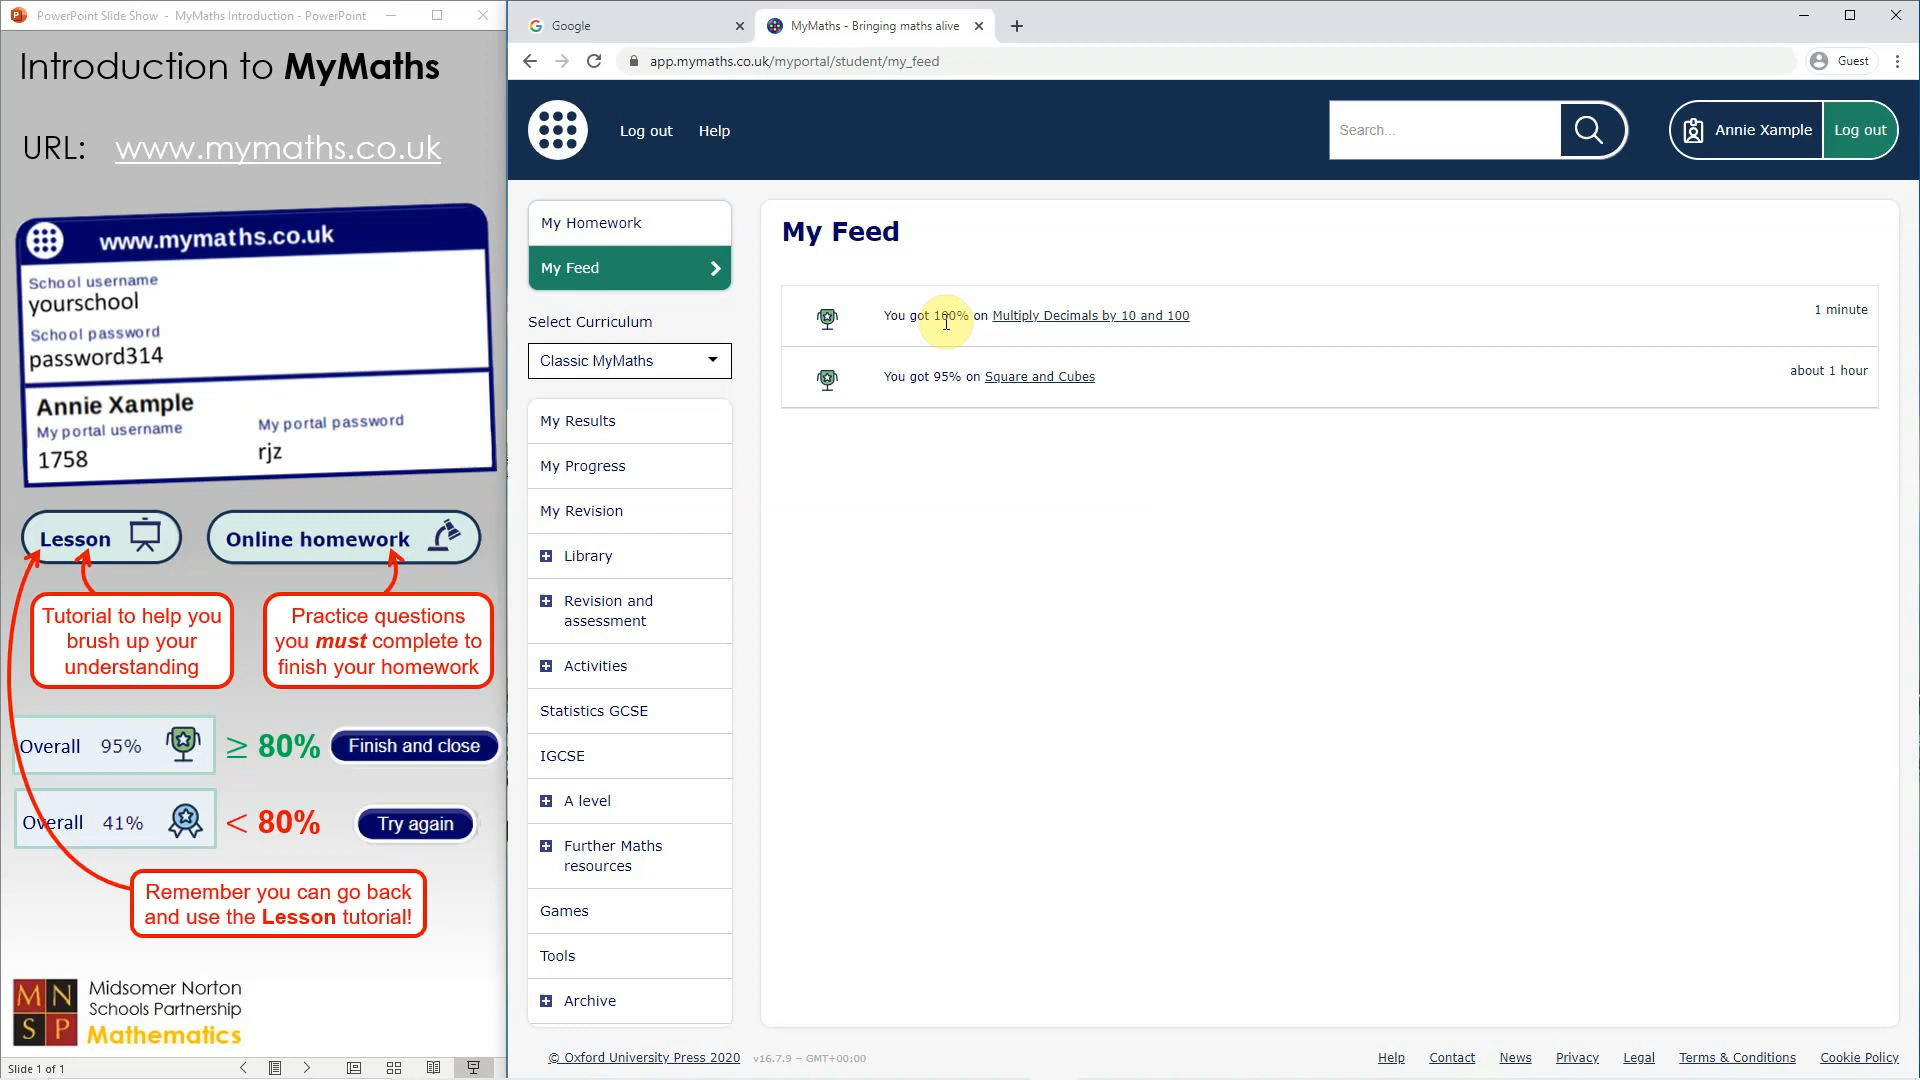 PowerPoint Slide Show - MyMaths Introduction - PowerPoint
Introduction to MyMaths
URL: www.mymaths.co.uk
www.mymaths.co.uk
School username
yourschool
School password
password314
Annie Xample
My portal username
My portal password
1758
rjz
Lesson
Online homework
Tutorial to help you
brush up your
understanding
Practice questions
you must complete to
finish your homework
Overall 95% ≥ 80% Finish and close
Overall 41% < 80% Try again
Remember you can go back
and use the Lesson tutorial!
MN
SP
Midsomer Norton
Schools Partnership
Mathematics
Slide 1 of 1
Google
MyMaths - Bringing maths alive
app.mymaths.co.uk/myportal/student/my_feed
Guest
Log out
Help
Search...
Annie Xample
Log out
My Homework
My Feed
Select Curriculum
Classic MyMaths
My Results
My Progress
My Revision
Library
Revision and
assessment
Activities
Statistics GCSE
IGCSE
A level
Further Maths
resources
Games
Tools
Archive
My Feed
You got 100% on Multiply Decimals by 10 and 100
1 minute
You got 95% on Square and Cubes
about 1 hour
© Oxford University Press 2020 v16.7.9 – GMT+00:00
Help
Contact
News
Privacy
Legal
Terms & Conditions
Cookie Policy